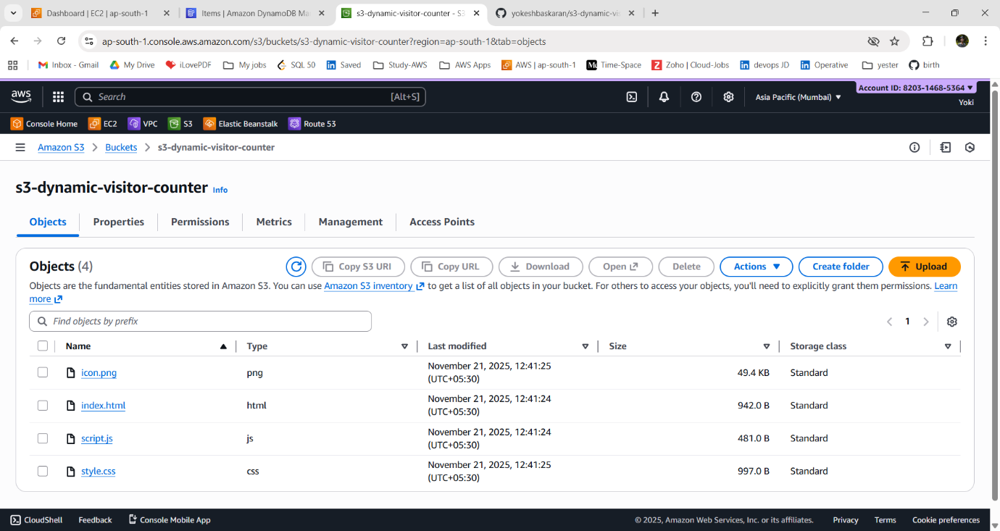 Dashboard | EC2 | ap-south-1
Items | Amazon DynamoDB Ma
s3-dynamic-visitor-counter - S3
yokeshbaskaran/s3-dynamic-vis
ap-south-1.console.aws.amazon.com/s3/buckets/s3-dynamic-visitor-counter?region=ap-south-1&tab=objects
Inbox - Gmail
My Drive
iLovePDF
My jobs
SQL 50
Saved
Study-AWS
AWS Apps
AWS | ap-south-1
Time-Space
Zoho | Cloud-Jobs
devops JD
Operative
yester
birth
aws
Search
[Alt+S]
Asia Pacific (Mumbai)
Account ID: 8203-1468-5364
Yoki
Console Home
EC2
VPC
S3
Elastic Beanstalk
Route 53
Amazon S3
Buckets
s3-dynamic-visitor-counter
s3-dynamic-visitor-counter Info
Objects
Properties
Permissions
Metrics
Management
Access Points
Objects (4)
Copy S3 URI
Copy URL
Download
Open
Delete
Actions
Create folder
Upload
Objects are the fundamental entities stored in Amazon S3. You can use Amazon S3 inventory to get a list of all objects in your bucket. For others to access your objects, you'll need to explicitly grant them permissions. Learn
more
Find objects by prefix
1
Name
Type
Last modified
Size
Storage class
icon.png
png
November 21, 2025, 12:41:25
(UTC+05:30)
49.4 KB
Standard
index.html
html
November 21, 2025, 12:41:24
(UTC+05:30)
942.0 B
Standard
script.js
js
November 21, 2025, 12:41:24
(UTC+05:30)
481.0 B
Standard
style.css
css
November 21, 2025, 12:41:25
(UTC+05:30)
997.0 B
Standard
CloudShell
Feedback
Console Mobile App
© 2025, Amazon Web Services, Inc. or its affiliates.
Privacy
Terms
Cookie preferences